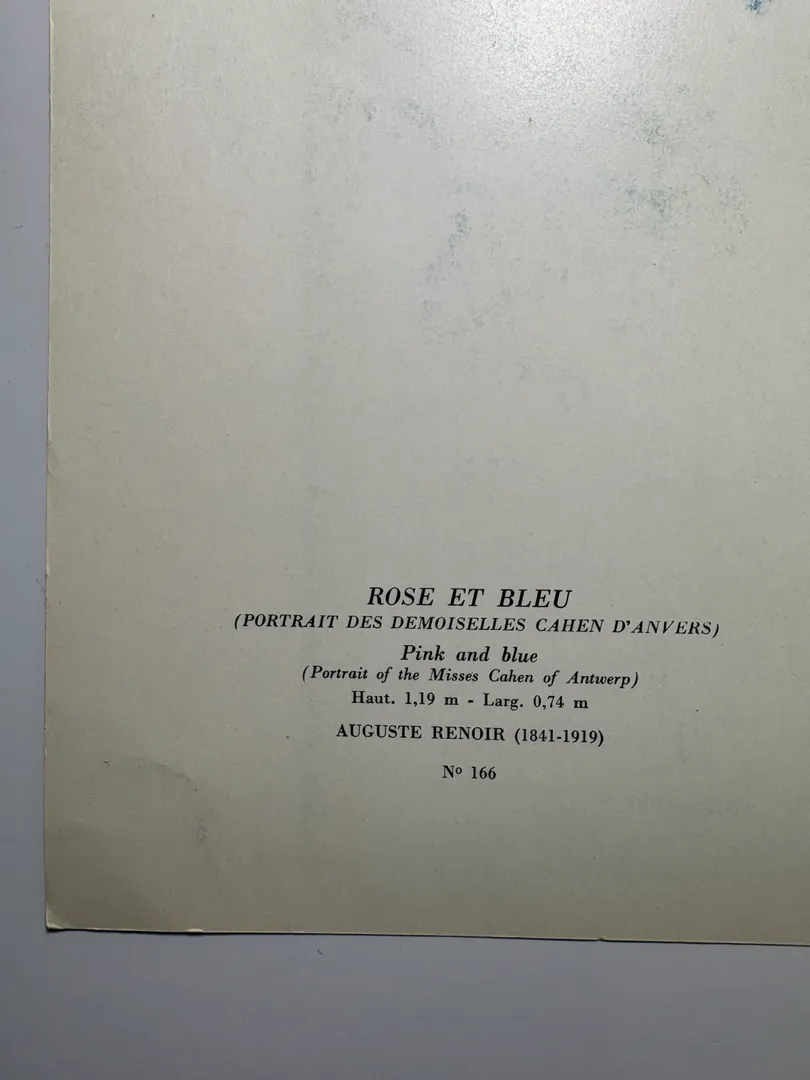 ROSE ET BLEU
(PORTRAIT DES DEMOISELLES CAHEN D'ANVERS)
Pink and blue
(Portrait of the Misses Cahen of Antwerp)
Haut. 1,19 m - Larg. 0,74 m
AUGUSTE RENOIR (1841-1919)
Nº 166